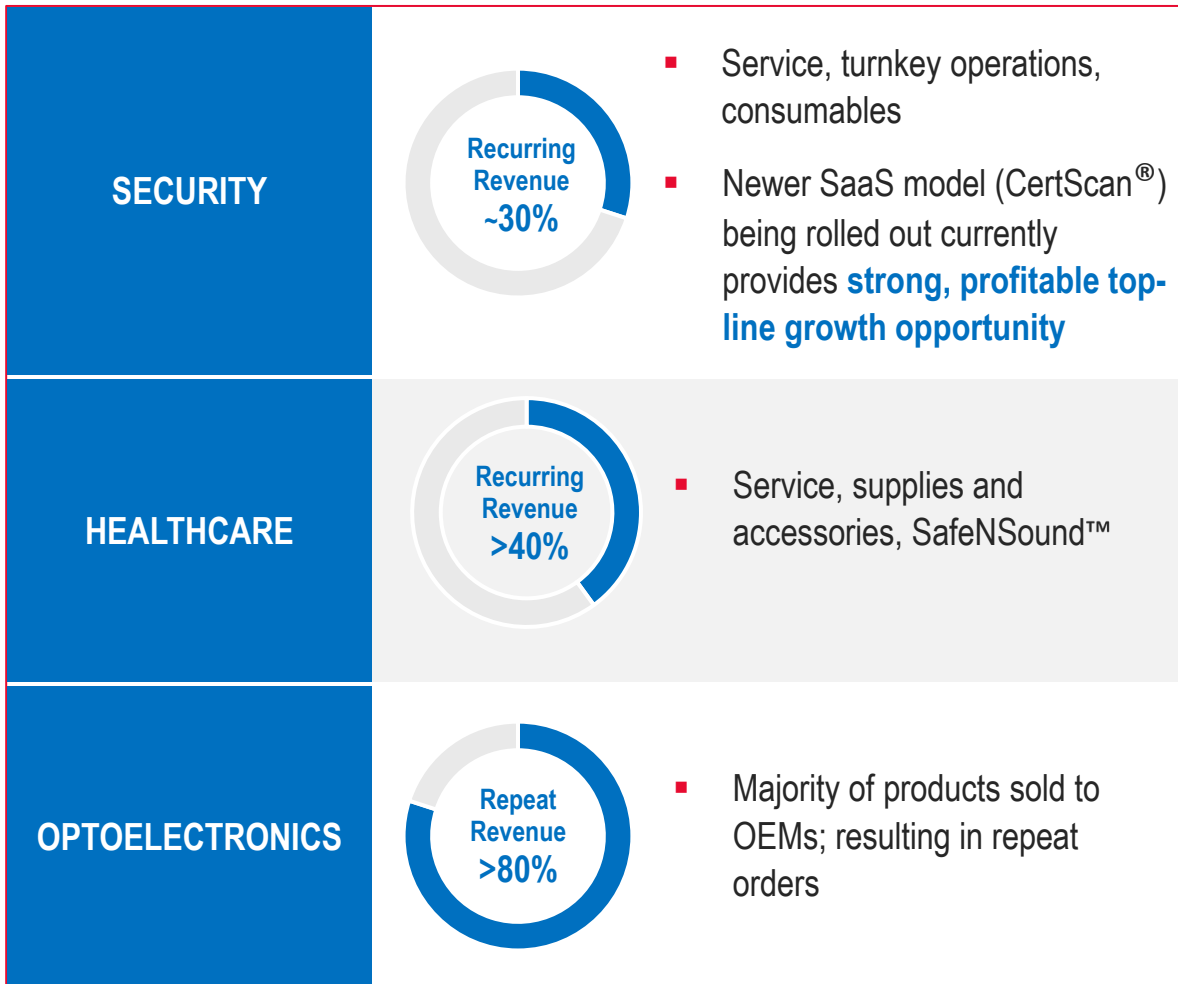 SECURITY
Recurring
Revenue
~30%
▪ Service, turnkey operations,
consumables
▪ Newer SaaS model (CertScan®)
being rolled out currently
provides strong, profitable top-
line growth opportunity
HEALTHCARE
Recurring
Revenue
>40%
▪ Service, supplies and
accessories, SafeNSound™
OPTOELECTRONICS
Repeat
Revenue
>80%
▪ Majority of products sold to
OEMs; resulting in repeat
orders